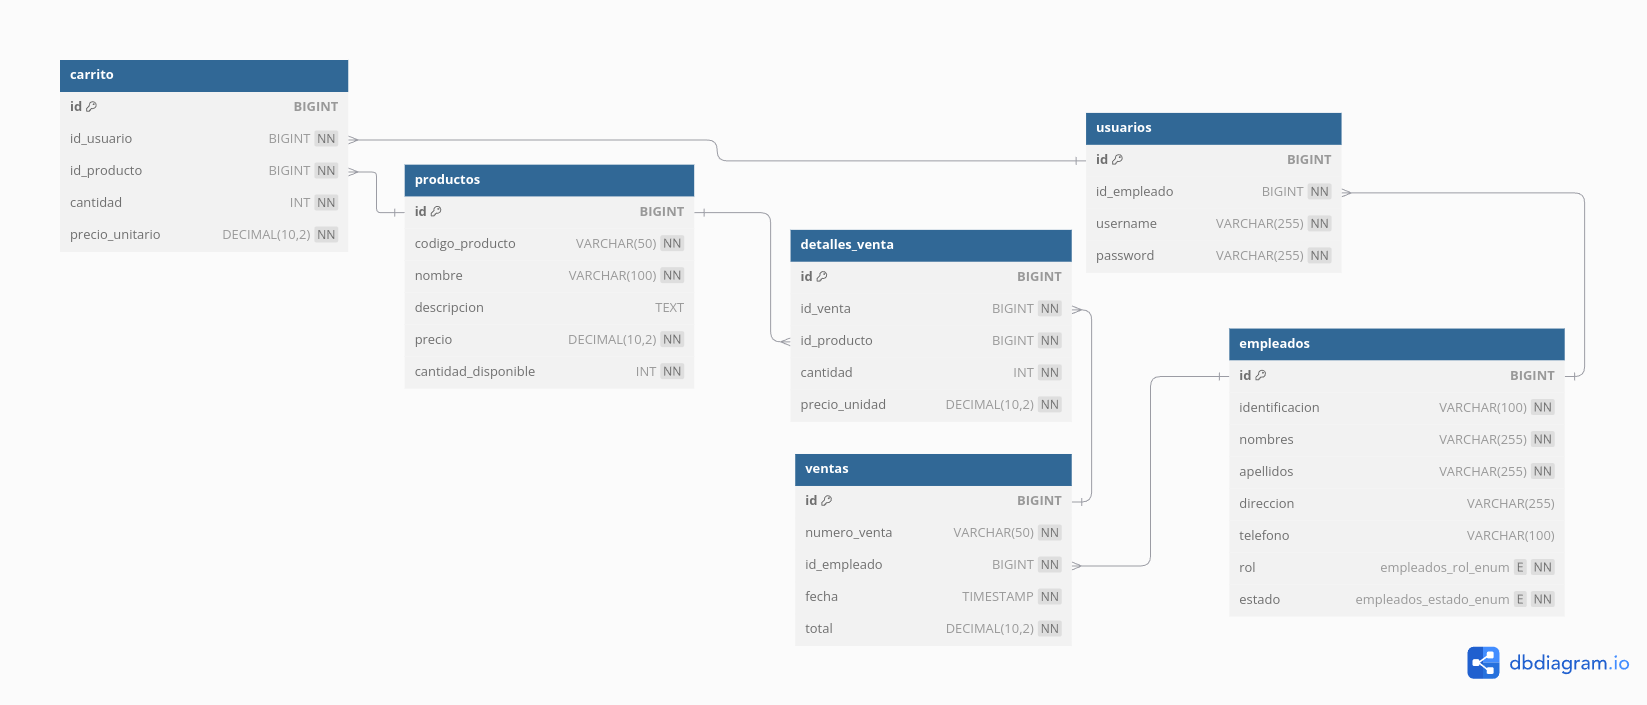 carrito
id BIGINT
id_usuario BIGINT NN
id_producto BIGINT NN
cantidad INT NN
precio_unitario DECIMAL(10,2) NN
productos
id BIGINT
codigo_producto VARCHAR(50) NN
nombre VARCHAR(100) NN
descripcion TEXT
precio DECIMAL(10,2) NN
cantidad_disponible INT NN
detalles_venta
id BIGINT
id_venta BIGINT NN
id_producto BIGINT NN
cantidad INT NN
precio_unidad DECIMAL(10,2) NN
ventas
id BIGINT
numero_venta VARCHAR(50) NN
id_empleado BIGINT NN
fecha TIMESTAMP NN
total DECIMAL(10,2) NN
usuarios
id BIGINT
id_empleado BIGINT NN
username VARCHAR(255) NN
password VARCHAR(255) NN
empleados
id BIGINT
identificacion VARCHAR(100) NN
nombres VARCHAR(255) NN
apellidos VARCHAR(255) NN
direccion VARCHAR(255)
telefono VARCHAR(100)
rol empleados_rol_enum E NN
estado empleados_estado_enum E NN
dbdiagram.io